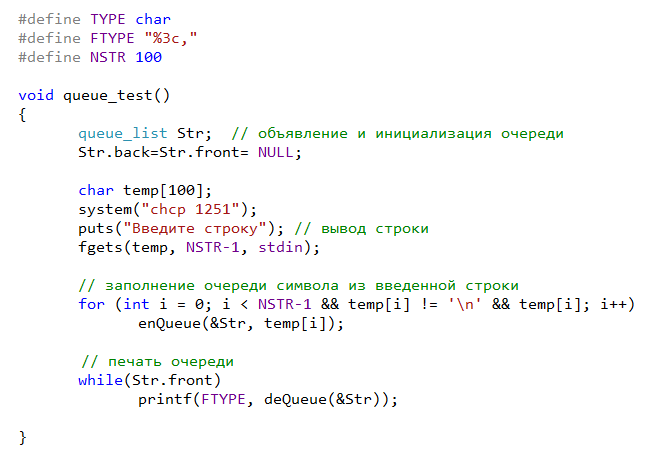 #define TYPE char
#define FTYPE "%3c,"
#define NSTR 100
void queue_test()
{
queue_list Str; // объявление и инициализация очереди
Str.back=Str.front= NULL;
char temp[100];
system("chcp 1251");
puts("Введите строку"); // вывод строки
fgets(temp, NSTR-1, stdin);
// заполнение очереди символа из введенной строки
for (int i = 0; i < NSTR-1 && temp[i] != '\n' && temp[i]; i++)
enQueue(&Str, temp[i]);
// печать очереди
while(Str.front)
printf(FTYPE, deQueue(&Str));
}